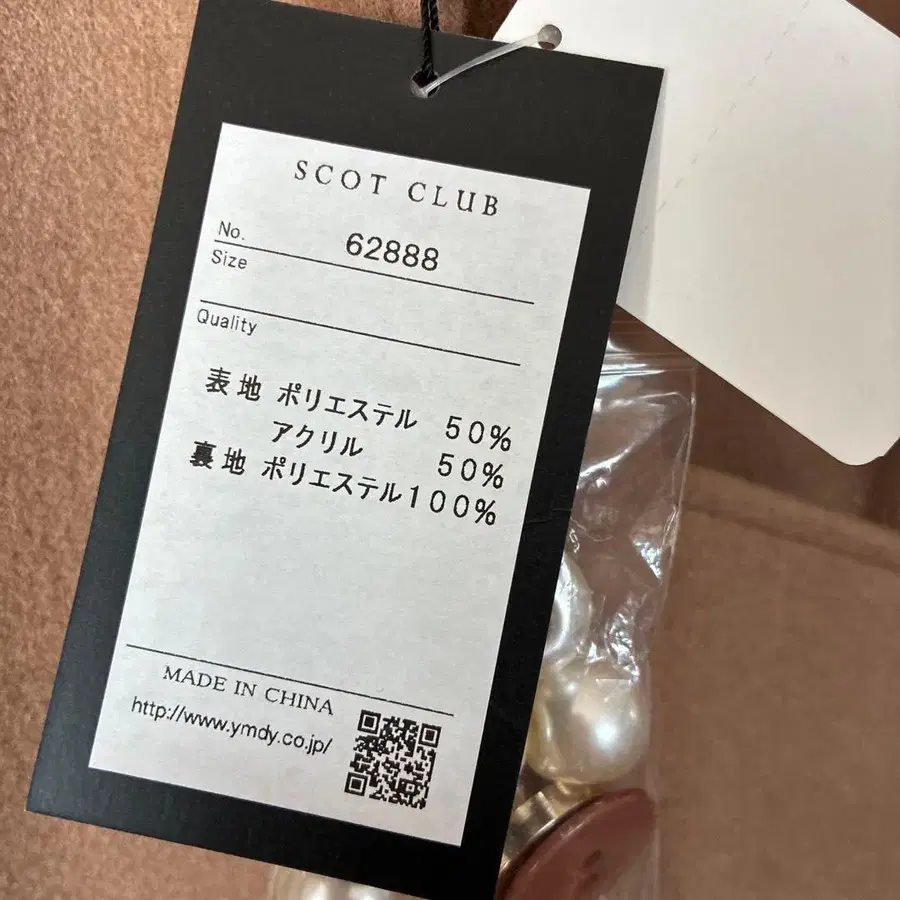 SCOT CLUB
No. 62888
Size
Quality
表地 ポリエステル 50%
アクリル 50%
裏地 ポリエステル100%
MADE IN CHINA
http://www.ymdy.co.jp/